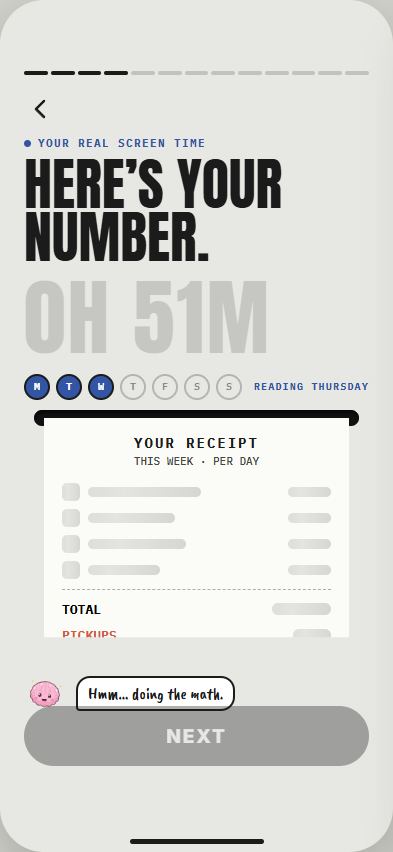 YOUR REAL SCREEN TIME
HERE'S YOUR
NUMBER.
0H 51M
M T W T F S S READING THURSDAY
YOUR RECEIPT
THIS WEEK · PER DAY
TOTAL
PICKUPS
Hmm... doing the math.
NEXT